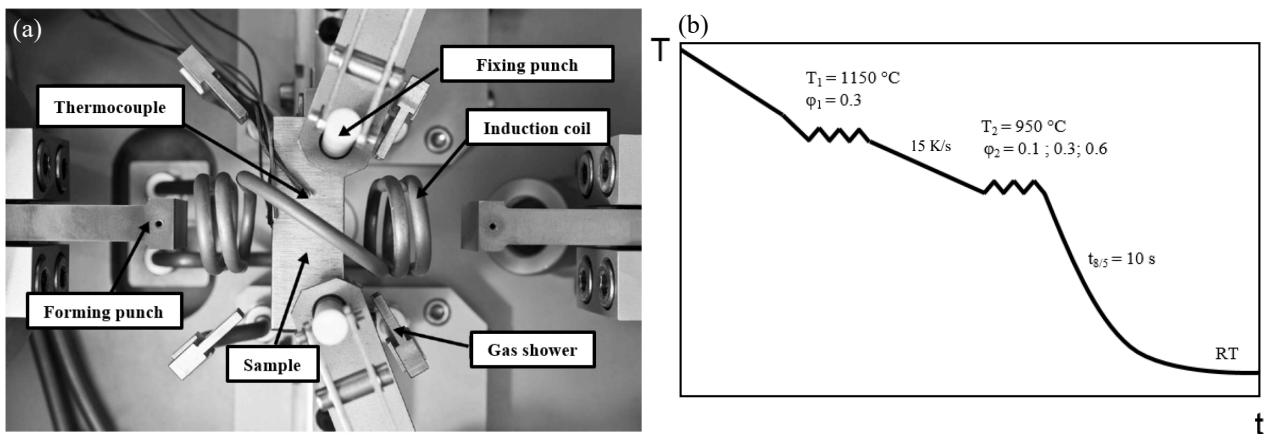 (a)
Fixing punch
Thermocouple
Induction coil
Forming punch
Sample
Gas shower
(b)
T
T₁ = 1150 °C
φ₁ = 0.3
15 K/s
T₂ = 950 °C
φ₂ = 0.1 ; 0.3; 0.6
t₈/₅ = 10 s
RT
t